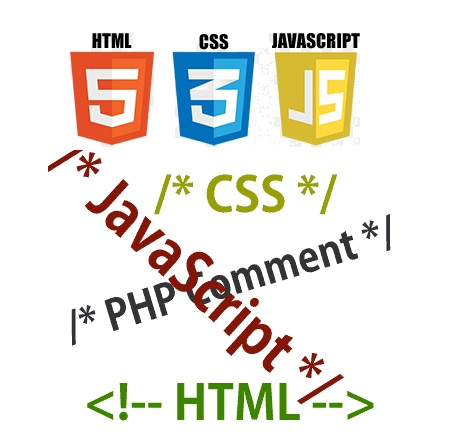 HTML CSS JAVASCRIPT
5 3 JS
/* CSS */
/* JavaScript */
/* PHP Comment */
<!-- HTML -->